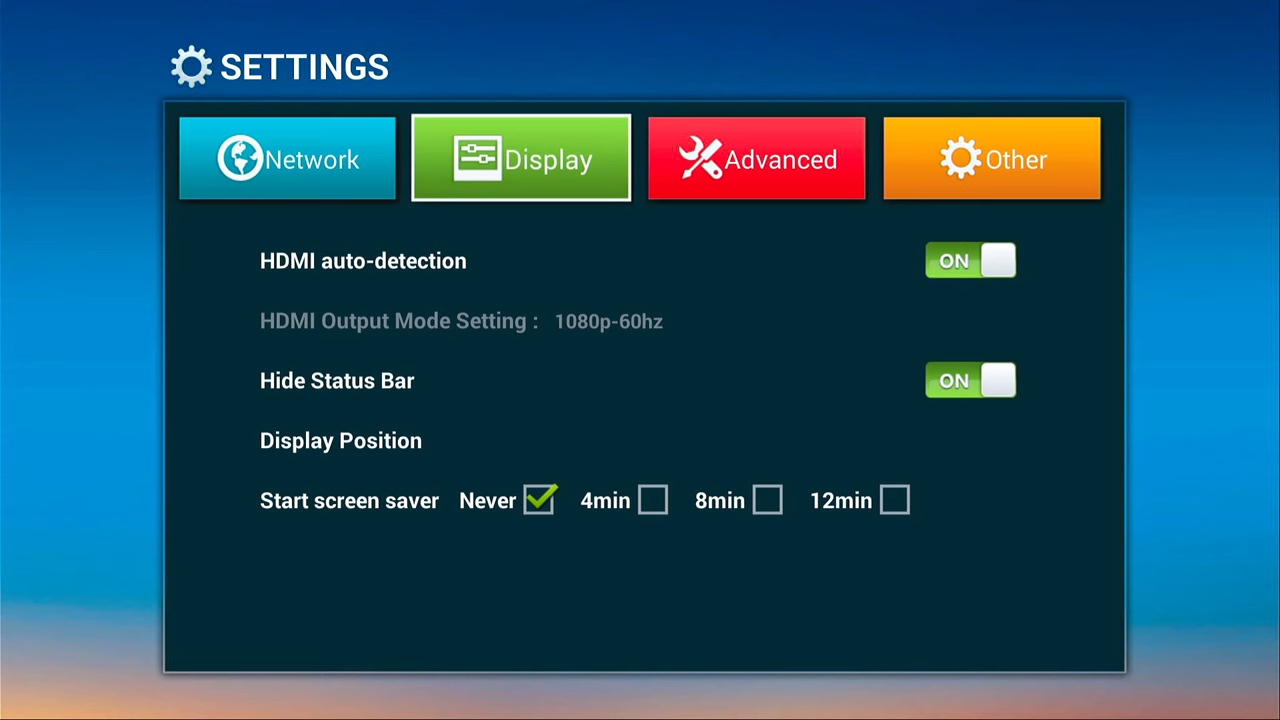 SETTINGS
Network Display Advanced Other
HDMI auto-detection ON
HDMI Output Mode Setting : 1080p-60hz
Hide Status Bar ON
Display Position
Start screen saver Never 4min 8min 12min